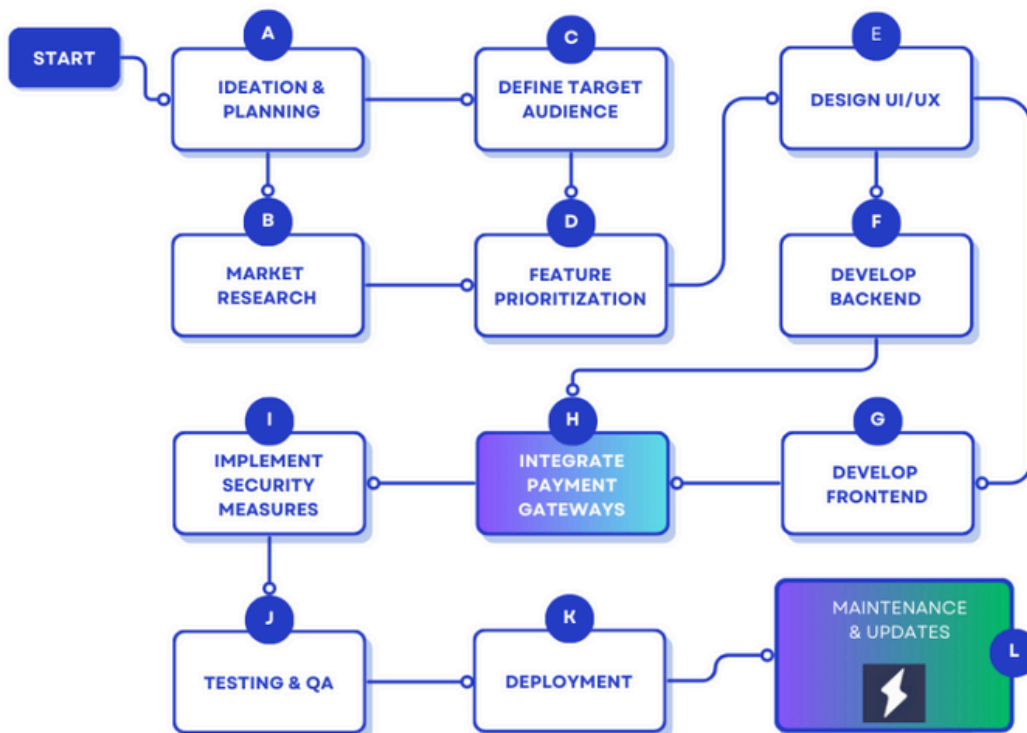 START
A
IDEATION &
PLANNING
C
DEFINE TARGET
AUDIENCE
E
DESIGN UI/UX
B
MARKET
RESEARCH
D
FEATURE
PRIORITIZATION
F
DEVELOP
BACKEND
I
IMPLEMENT
SECURITY
MEASURES
H
INTEGRATE
PAYMENT
GATEWAYS
G
DEVELOP
FRONTEND
J
TESTING & QA
K
DEPLOYMENT
MAINTENANCE
& UPDATES
L